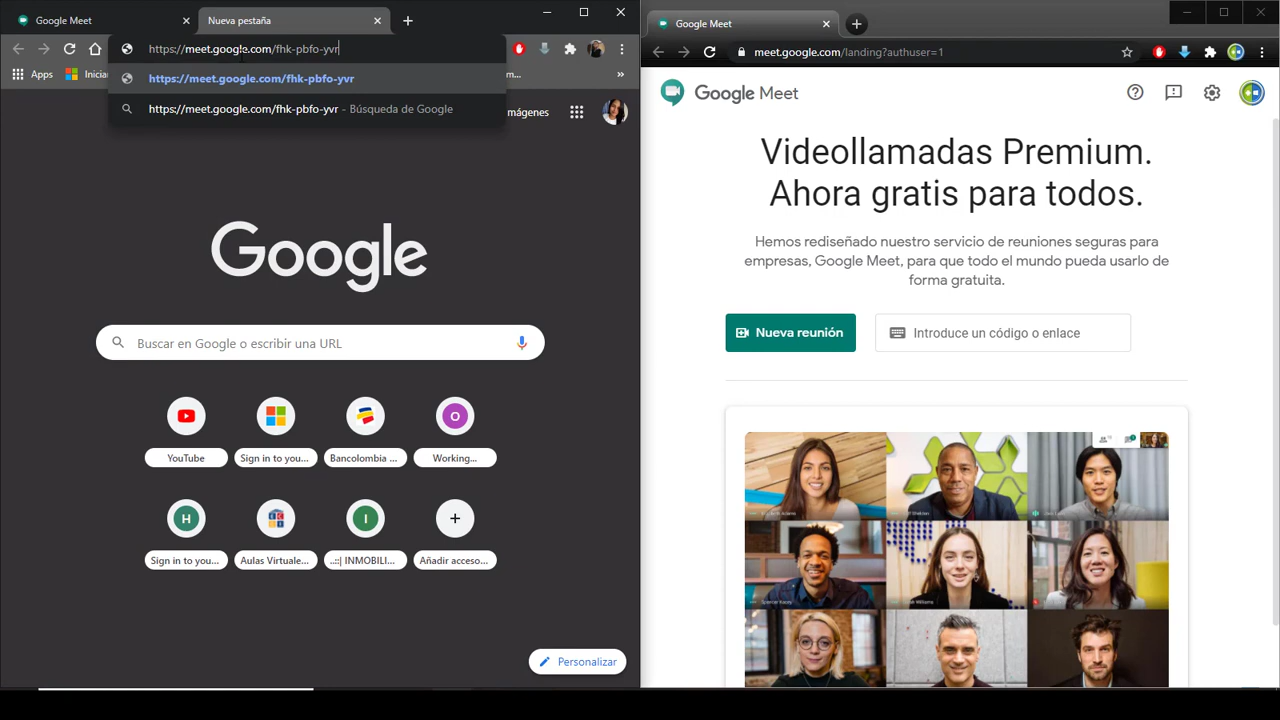 Google Meet
Nueva pestaña
https://meet.google.com/fhk-pbfo-yvr
Apps
Inicia
https://meet.google.com/fhk-pbfo-yvr
https://meet.google.com/fhk-pbfo-yvr - Búsqueda de Google
»
mágenes
Google
Buscar en Google o escribir una URL
YouTube
Sign in to you...
Bancolombia ...
O
Working...
H
Sign in to you...
Aulas Virtuale...
I
..::| INMOBILI...
Añadir acceso...
Personalizar
Google Meet
meet.google.com/landing?authuser=1
Google Meet
Videollamadas Premium.
Ahora gratis para todos.
Hemos rediseñado nuestro servicio de reuniones seguras para
empresas, Google Meet, para que todo el mundo pueda usarlo de
forma gratuita.
Nueva reunión
Introduce un código o enlace